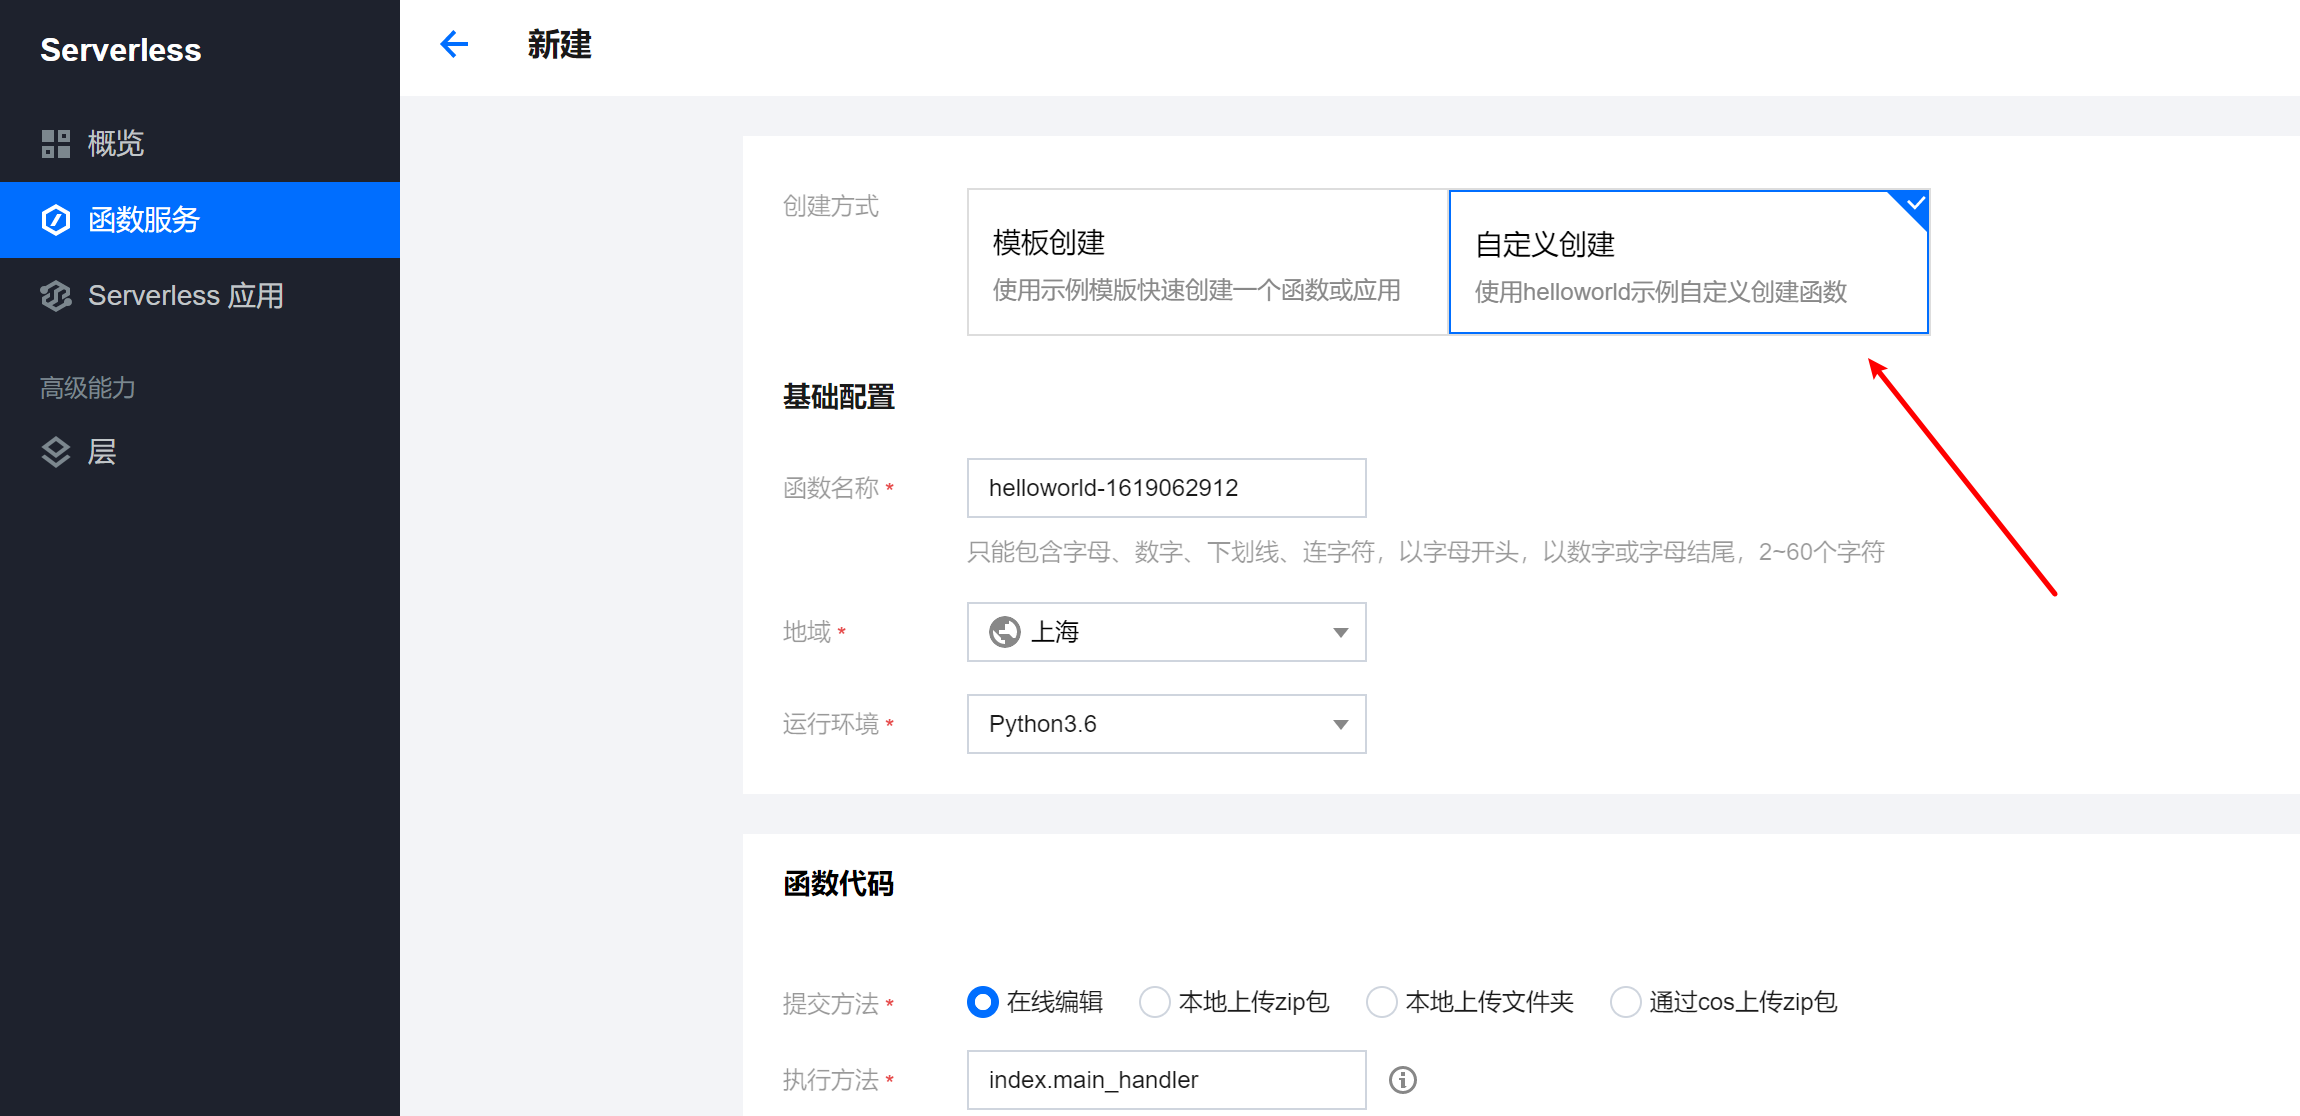 Serverless
概览
函数服务
Serverless 应用
高级能力
层
新建
创建方式
模板创建
使用示例模版快速创建一个函数或应用
自定义创建
使用helloworld示例自定义创建函数
基础配置
函数名称 *
helloworld-1619062912
只能包含字母、数字、下划线、连字符，以字母开头，以数字或字母结尾，2~60个字符
地域 *
上海
运行环境 *
Python3.6
函数代码
提交方法 *
在线编辑 本地上传zip包 本地上传文件夹 通过cos上传zip包
执行方法 *
index.main_handler